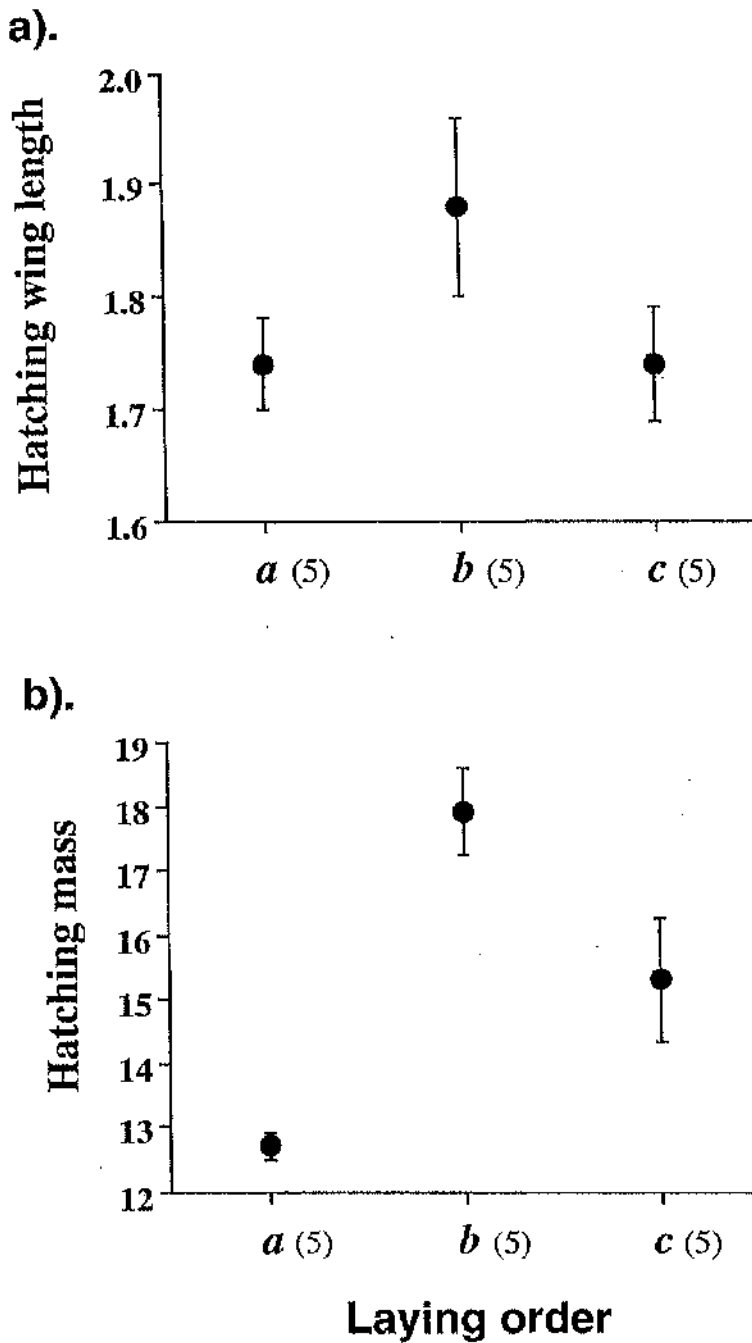 a).
Hatching wing length
2.0
1.9
1.8
1.7
1.6
a (5) b (5) c (5)
b).
Hatching mass
19
18
17
16
15
14
13
12
a (5) b (5) c (5)
Laying order